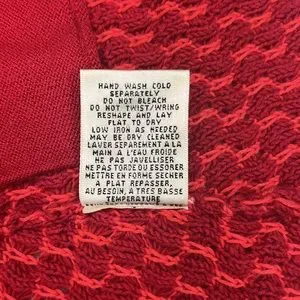 HAND WASH COLD
SEPARATELY
DO NOT BLEACH
DO NOT TWIST/WRING
RESHAPE AND LAY
FLAT TO DRY
LOW IRON AS NEEDED
MAY BE DRY CLEANED
LAVER SEPAREMENT A LA
MAIN A L'EAU FROIDE
NE PAS JAVELLISER
NE PAS TORDE OU ESSORER
METTRE EN FORME SECHER
A PLAT REPASSER,
AU BESOIN, A TRES BASSE
TEMPERATURE